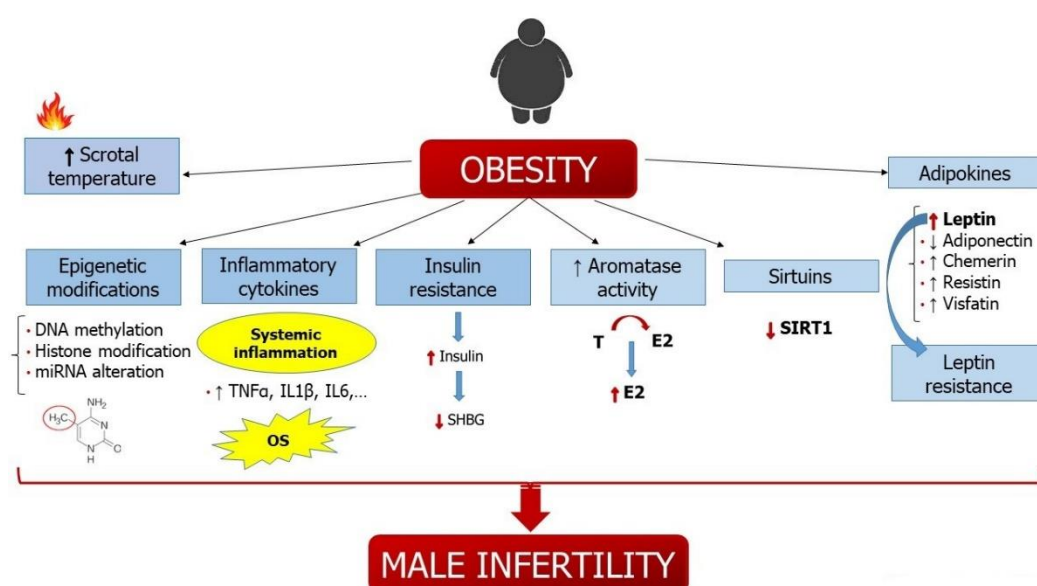 OBESITY
↑ Scrotal
temperature
Adipokines
↑ Leptin
• ↓ Adiponectin
• ↑ Chemerin
• ↑ Resistin
• ↑ Visfatin
Leptin
resistance
Epigenetic
modifications
• DNA methylation
• Histone modification
• miRNA alteration
NH₂
H₃C
N
N
H
O
Inflammatory
cytokines
Systemic
inflammation
• ↑ TNFα, IL1β, IL6,...
OS
Insulin
resistance
↑ Insulin
↓ SHBG
↑ Aromatase
activity
T E2
↑ E2
Sirtuins
↓ SIRT1
MALE INFERTILITY